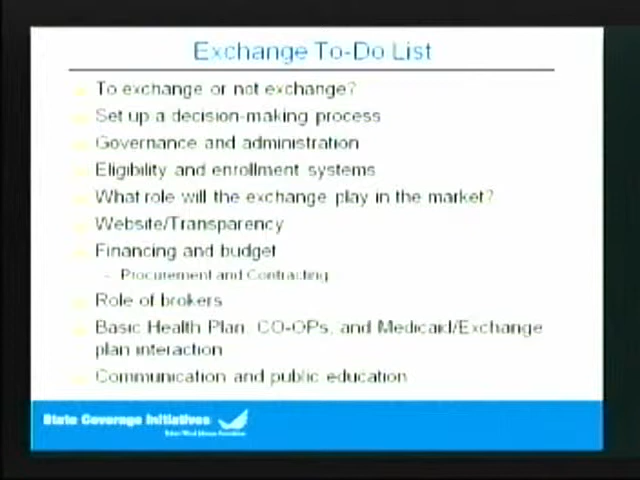 Exchange To-Do List
To exchange or not exchange?
Set up a decision-making process
Governance and administration
Eligibility and enrollment systems
What role will the exchange play in the market?
Website/Transparency
Financing and budget
- Procurement and Contracting
Role of brokers
Basic Health Plan, CO-OPs, and Medicaid/Exchange
plan interaction
Communication and public education
State Coverage Initiatives